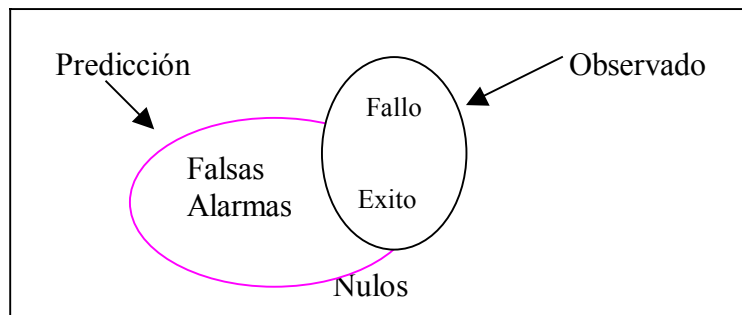 Predicción
Observado
Fallo
Falsas
Alarmas
Exito
Nulos